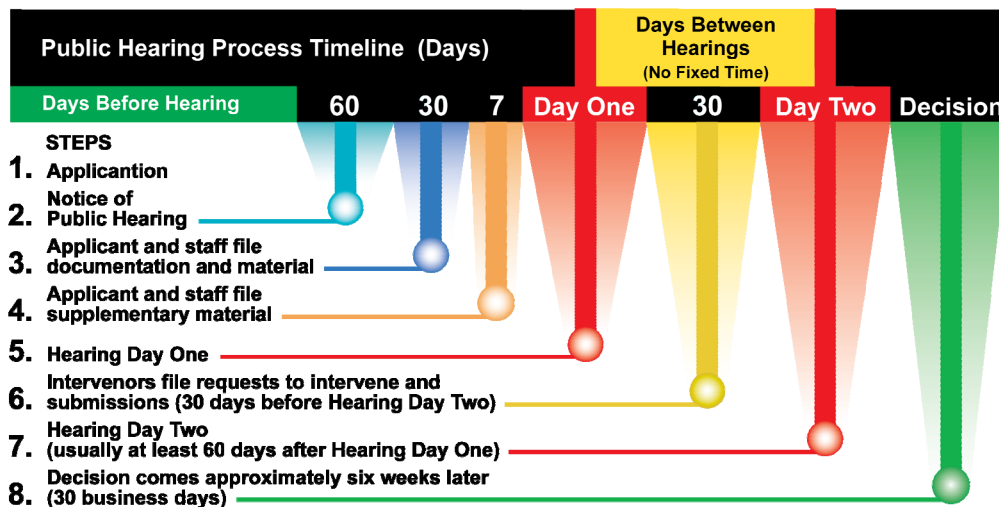 Public Hearing Process Timeline (Days)
Days Between
Hearings
(No Fixed Time)
Days Before Hearing 60 30 7 Day One 30 Day Two Decision
STEPS
1. Applicantion
2. Notice of
Public Hearing
3. Applicant and staff file
documentation and material
4. Applicant and staff file
supplementary material
5. Hearing Day One
6. Intervenors file requests to intervene and
submissions (30 days before Hearing Day Two)
7. Hearing Day Two
(usually at least 60 days after Hearing Day One)
8. Decision comes approximately six weeks later
(30 business days)